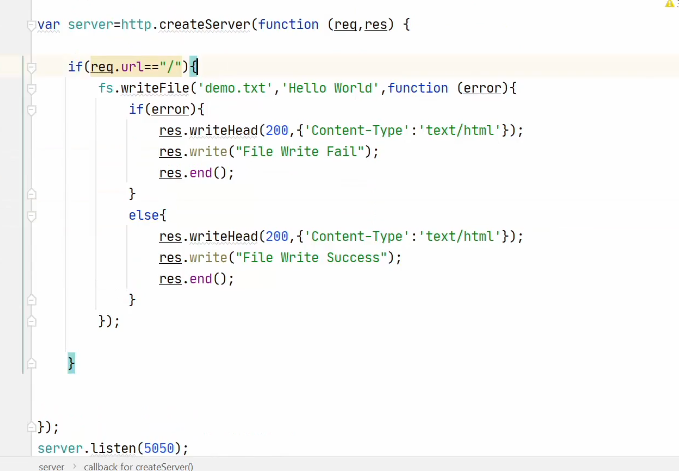 var server=http.createServer(function (req,res) {
if(req.url=="/"){
fs.writeFile('demo.txt','Hello World',function (error){
if(error){
res.writeHead(200,{'Content-Type':'text/html'});
res.write("File Write Fail");
res.end();
}
else{
res.writeHead(200,{'Content-Type':'text/html'});
res.write("File Write Success");
res.end();
}
});
}
});
server.listen(5050);
server > callback for createServer()